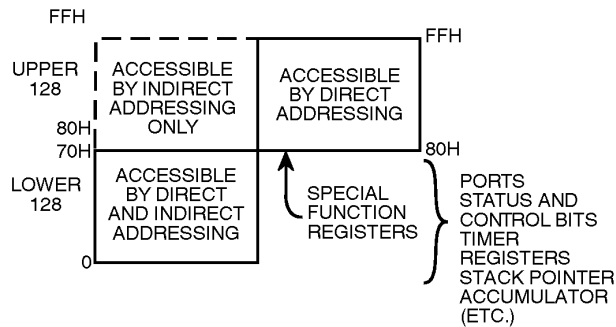 FFH
UPPER
128
80H
70H
LOWER
128
0
ACCESSIBLE
BY INDIRECT
ADDRESSING
ONLY
ACCESSIBLE
BY DIRECT
ADDRESSING
FFH
80H
ACCESSIBLE
BY DIRECT
AND INDIRECT
ADDRESSING
SPECIAL
FUNCTION
REGISTERS
PORTS
STATUS AND
CONTROL BITS
TIMER
REGISTERS
STACK POINTER
ACCUMULATOR
(ETC.)